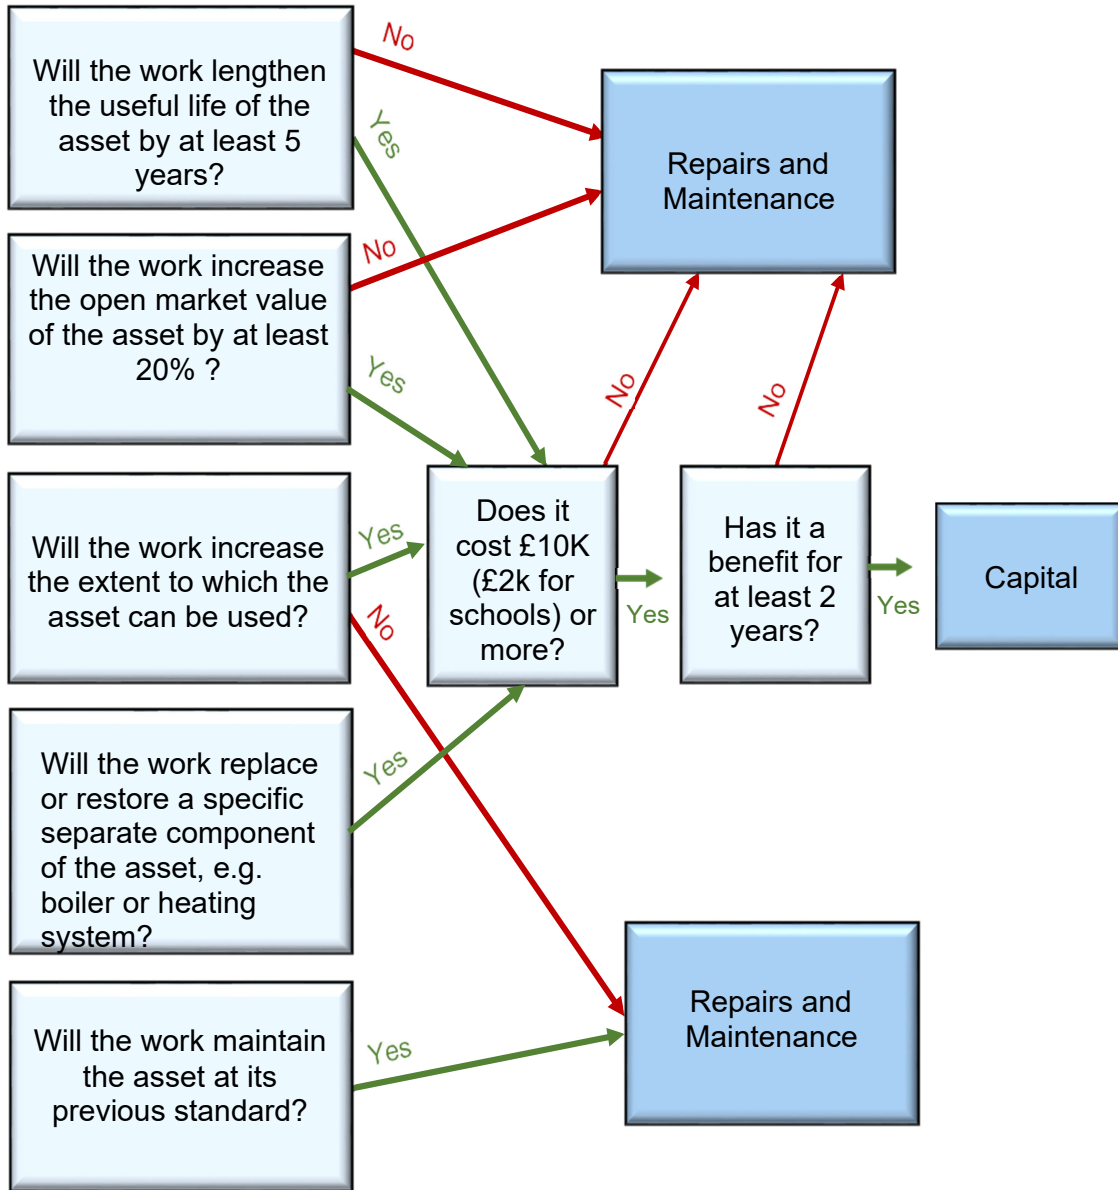 No
Will the work lengthen
the useful life of the
asset by at least 5
years?
Yes
Repairs and
Maintenance
No
Will the work increase
the open market value
of the asset by at least
20% ?
Yes
No
No
Does it
cost £10K
(£2k for
schools) or
more?
Yes
Has it a
benefit for
at least 2
years?
Yes
Capital
Will the work increase
the extent to which the
asset can be used?
Yes
No
Will the work replace
or restore a specific
separate component
of the asset, e.g.
boiler or heating
system?
Yes
Repairs and
Maintenance
Will the work maintain
the asset at its
previous standard?
Yes